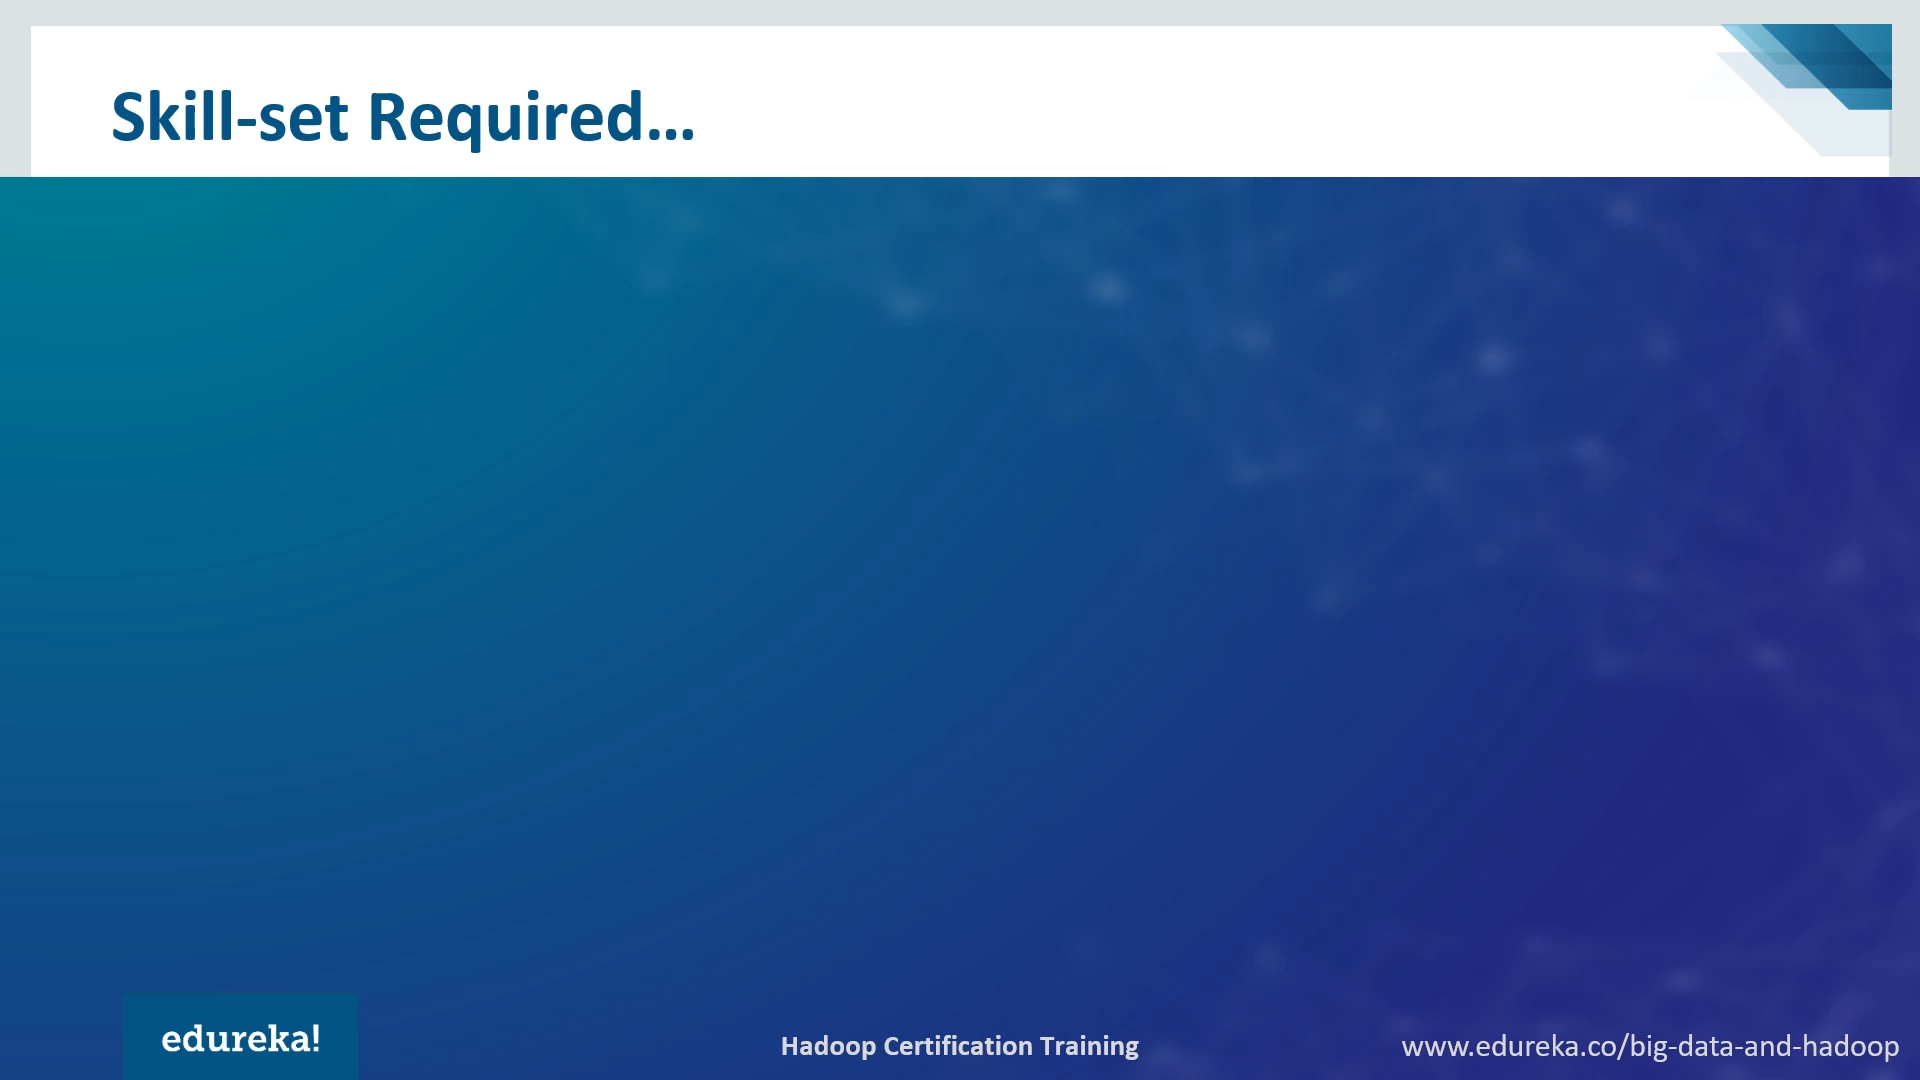 Skill-set Required...
edureka!
Hadoop Certification Training
www.edureka.co/big-data-and-hadoop